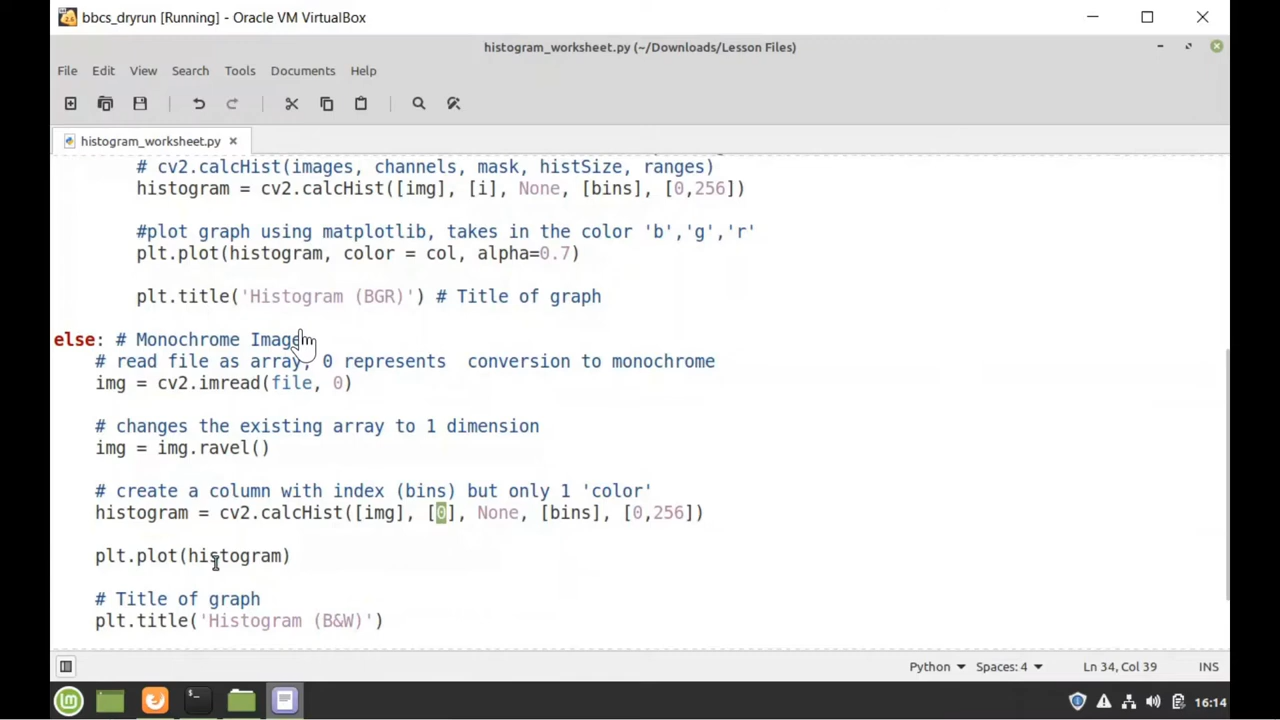 bbcs_dryrun [Running] - Oracle VM VirtualBox
histogram_worksheet.py (~/Downloads/Lesson Files)
File Edit View Search Tools Documents Help
histogram_worksheet.py
# cv2.calcHist(images, channels, mask, histSize, ranges)
histogram = cv2.calcHist([img], [i], None, [bins], [0,256])
#plot graph using matplotlib, takes in the color 'b','g','r'
plt.plot(histogram, color = col, alpha=0.7)
plt.title('Histogram (BGR)') # Title of graph
else: # Monochrome Image
# read file as array, 0 represents  conversion to monochrome
img = cv2.imread(file, 0)
# changes the existing array to 1 dimension
img = img.ravel()
# create a column with index (bins) but only 1 'color'
histogram = cv2.calcHist([img], [0], None, [bins], [0,256])
plt.plot(histogram)
# Title of graph
plt.title('Histogram (B&W)')
Python Spaces: 4 Ln 34, Col 39 INS
16:14